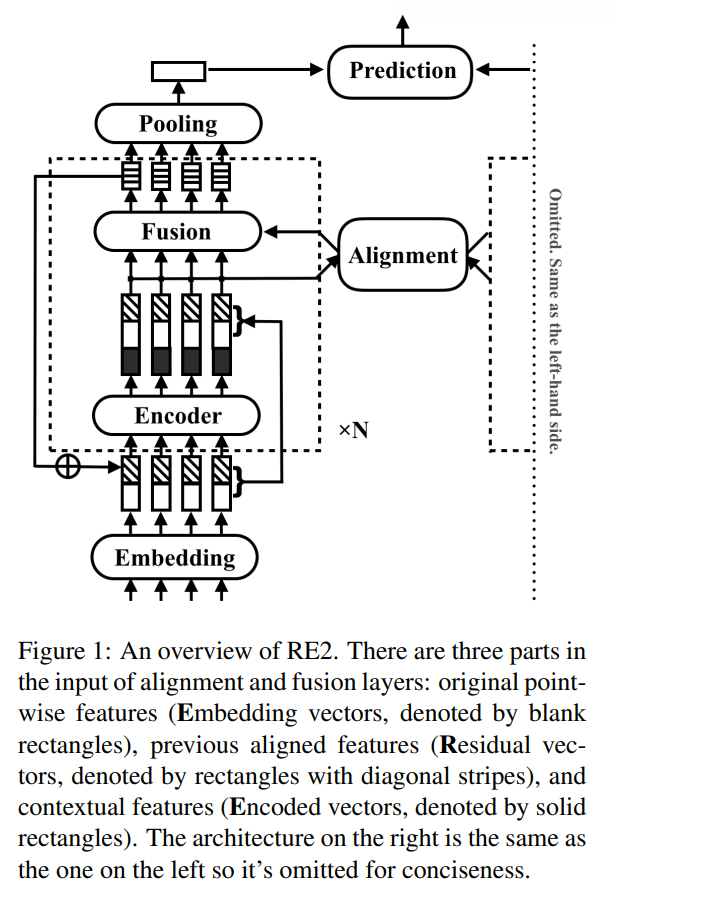 Prediction
Pooling
Fusion
Alignment
Omitted. Same as the left-hand side.
Encoder
×N
Embedding
Figure 1: An overview of RE2. There are three parts in
the input of alignment and fusion layers: original point-
wise features (Embedding vectors, denoted by blank
rectangles), previous aligned features (Residual vec-
tors, denoted by rectangles with diagonal stripes), and
contextual features (Encoded vectors, denoted by solid
rectangles). The architecture on the right is the same as
the one on the left so it's omitted for conciseness.